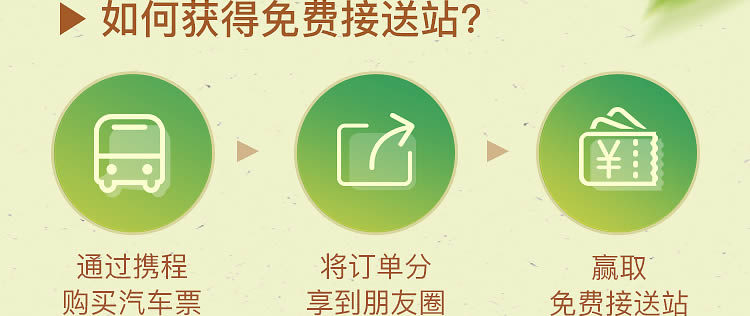 如何获得免费接送站?
¥
通过携程
购买汽车票
将订单分
享到朋友圈
赢取
免费接送站